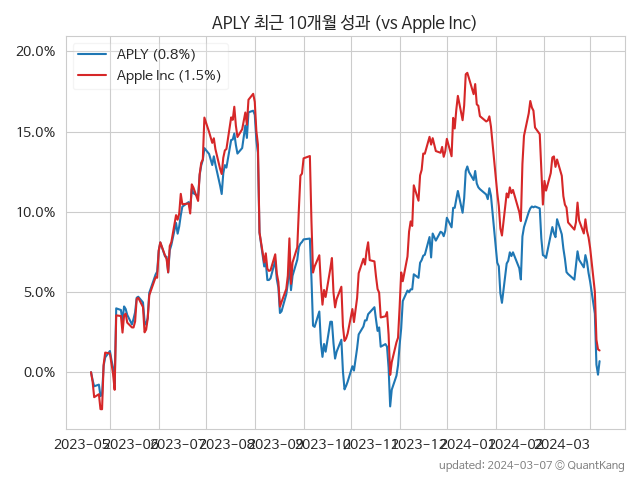 APLY 최근 10개월 성과 (vs Apple Inc)
APLY (0.8%)
Apple Inc (1.5%)
20.0%
15.0%
10.0%
5.0%
0.0%
2023-05 2023-06 2023-07 2023-08 2023-09 2023-10 2023-11 2023-12 2024-01 2024-02 2024-03
updated: 2024-03-07 © QuantKang